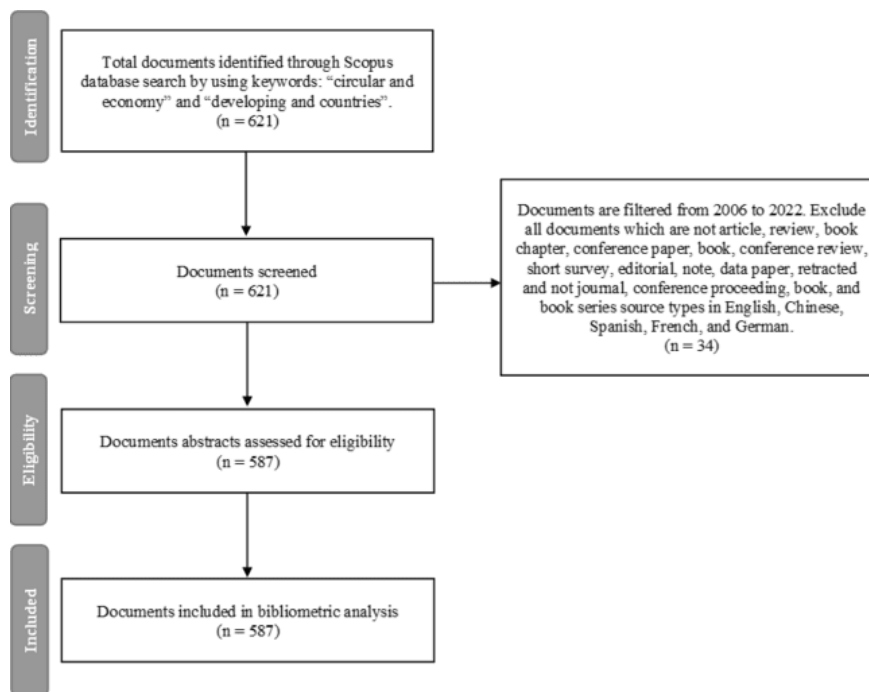 Identification
Total documents identified through Scopus
database search by using keywords: “circular and
economy” and “developing and countries”.
(n = 621)
Screening
Documents screened
(n = 621)
Documents are filtered from 2006 to 2022. Exclude
all documents which are not article, review, book
chapter, conference paper, book, conference review,
short survey, editorial, note, data paper, retracted
and not journal, conference proceeding, book, and
book series source types in English, Chinese,
Spanish, French, and German.
(n = 34)
Eligibility
Documents abstracts assessed for eligibility
(n = 587)
Included
Documents included in bibliometric analysis
(n = 587)